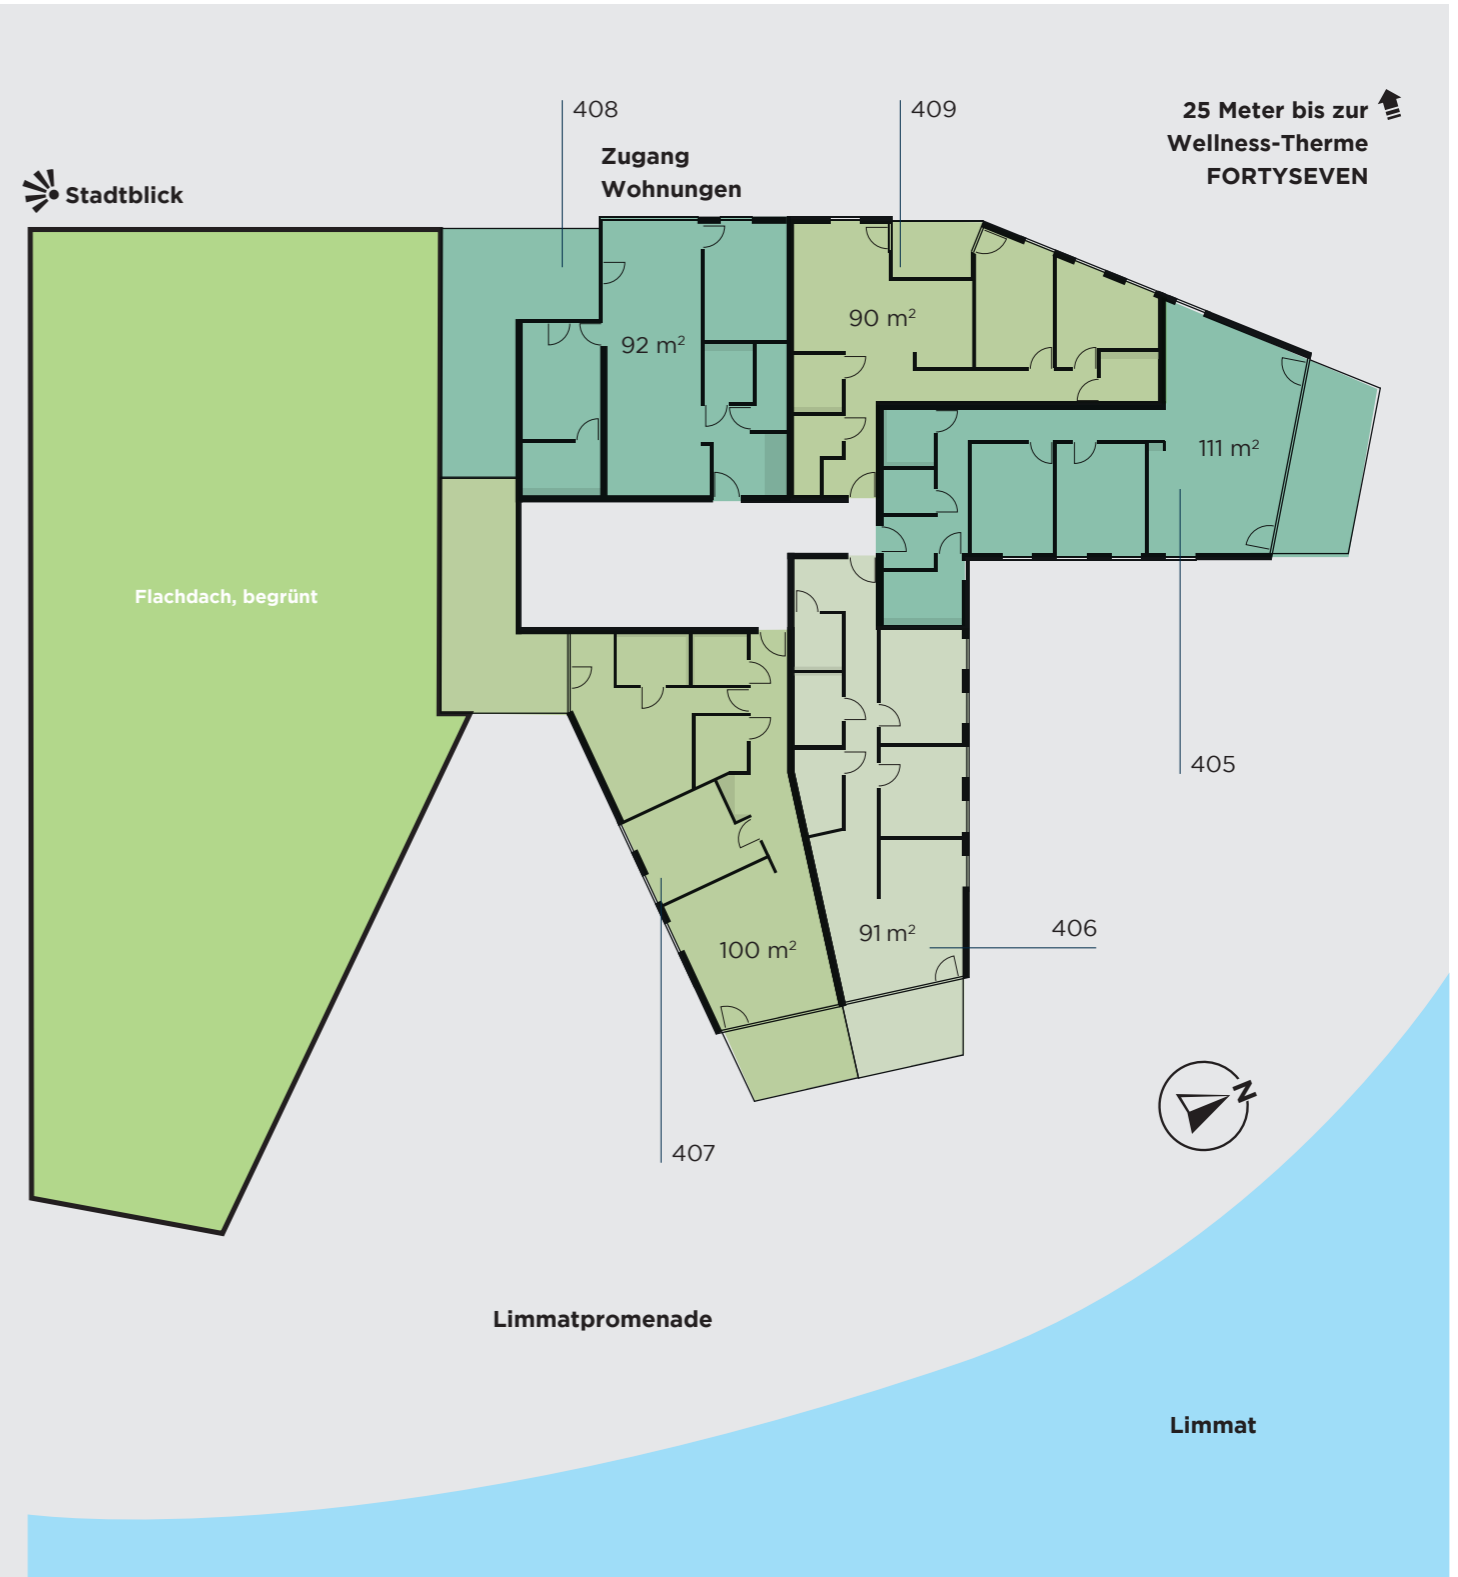 408
409
25 Meter bis zur
Wellness-Therme
FORTYSEVEN
Zugang
Wohnungen
Stadtblick
90 m²
92 m²
111 m²
Flachdach, begrünt
405
406
91 m²
100 m²
N
407
Limmatpromenade
Limmat